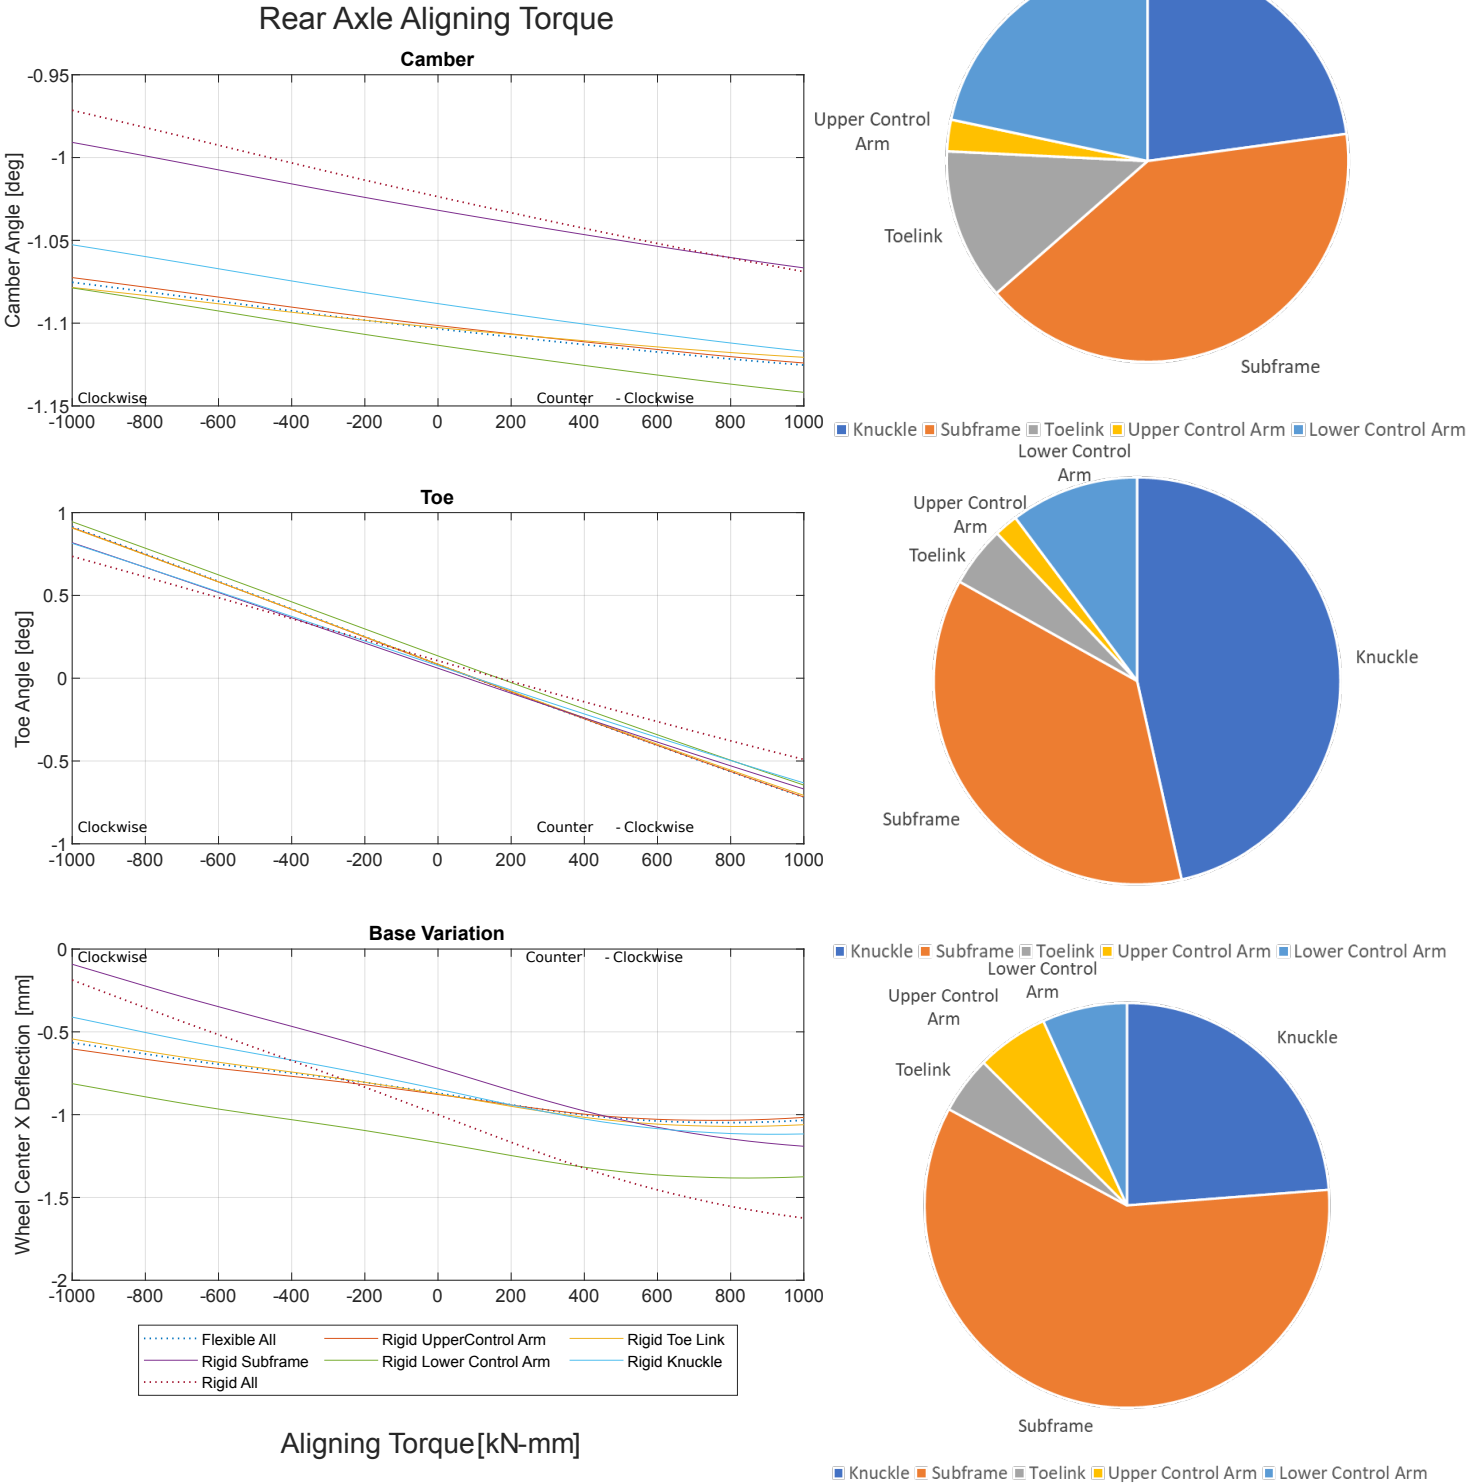 Rear Axle Aligning Torque
Camber
Camber Angle [deg]
-0.95
-1
-1.05
-1.1
-1.15
Clockwise
Counter - Clockwise
-1000 -800 -600 -400 -200 0 200 400 600 800 1000
Upper Control
Arm
Toelink
Subframe
Knuckle Subframe Toelink Upper Control Arm Lower Control Arm
Toe
Toe Angle [deg]
1
0.5
0
-0.5
-1
Clockwise
Counter - Clockwise
-1000 -800 -600 -400 -200 0 200 400 600 800 1000
Lower Control
Arm
Upper Control
Arm
Toelink
Knuckle
Subframe
Knuckle Subframe Toelink Upper Control Arm Lower Control Arm
Base Variation
Wheel Center X Deflection [mm]
0
-0.5
-1
-1.5
-2
Clockwise
Counter - Clockwise
-1000 -800 -600 -400 -200 0 200 400 600 800 1000
Flexible All Rigid UpperControl Arm Rigid Toe Link
Rigid Subframe Rigid Lower Control Arm Rigid Knuckle
Rigid All
Aligning Torque[kN-mm]
Lower Control
Arm
Upper Control
Arm
Toelink
Knuckle
Subframe
Knuckle Subframe Toelink Upper Control Arm Lower Control Arm